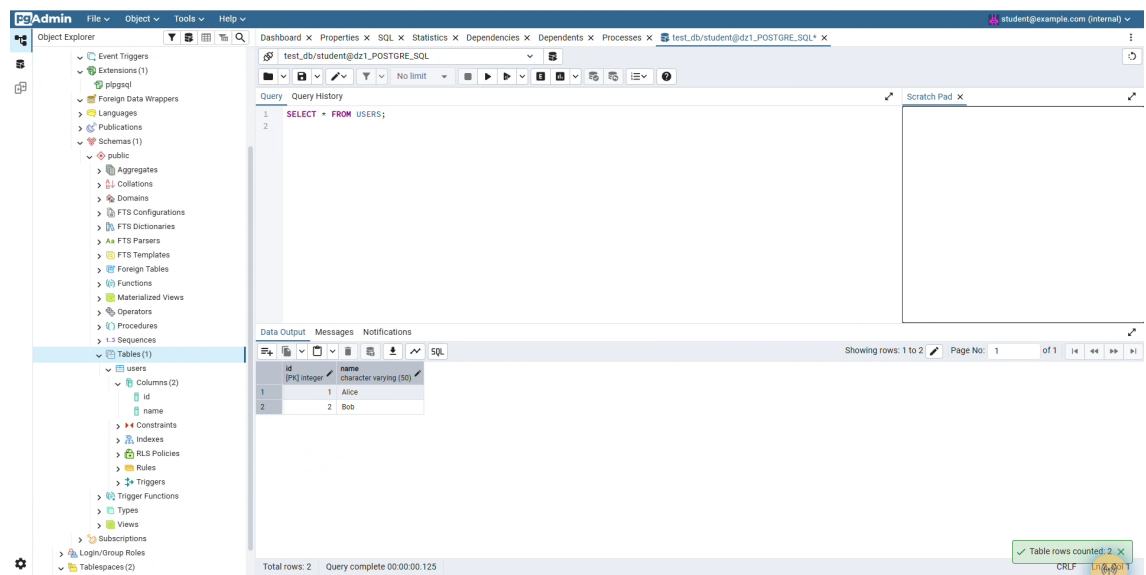 pgAdmin File Object Tools Help student@example.com (internal)
Object Explorer
Dashboard X Properties X SQL X Statistics X Dependencies X Dependents X Processes X test_db/student@dz1_POSTGRE_SQL* X
test_db/student@dz1_POSTGRE_SQL
No limit
Query Query History
Scratch Pad X
1 SELECT * FROM USERS;
2
Event Triggers
Extensions (1)
plpgsql
Foreign Data Wrappers
Languages
Publications
Schemas (1)
public
Aggregates
Collations
Domains
FTS Configurations
FTS Dictionaries
Aa FTS Parsers
FTS Templates
Foreign Tables
Functions
Materialized Views
Operators
Procedures
1..3 Sequences
Tables (1)
users
Columns (2)
id
name
Constraints
Indexes
RLS Policies
Rules
Triggers
Trigger Functions
Types
Views
Subscriptions
Login/Group Roles
Tablespaces (2)
Data Output Messages Notifications
SQL
Showing rows: 1 to 2 Page No: 1 of 1
id name
[PK] integer character varying (50)
1 1 Alice
2 2 Bob
Table rows counted: 2 X
Total rows: 2 Query complete 00:00:00.125 CRLF